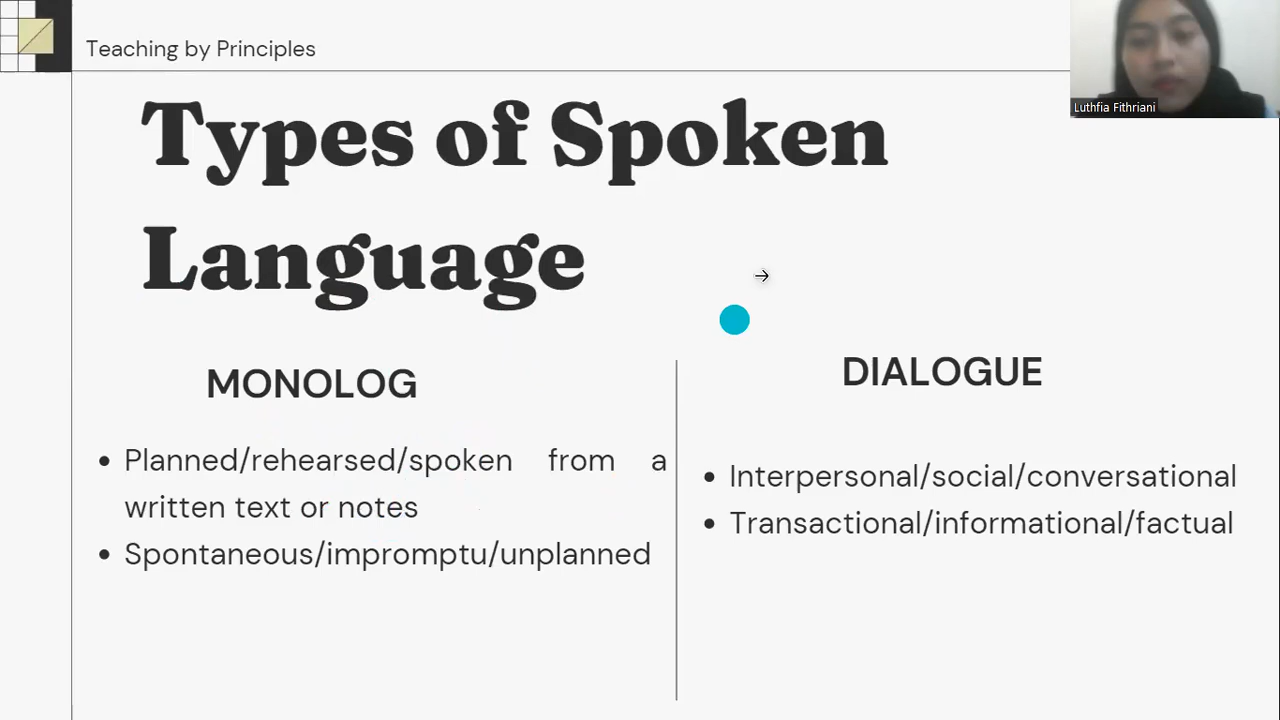 Teaching by Principles
Luthfia Fithriani
Types of Spoken
Language
MONOLOG
Planned/rehearsed/spoken from a
written text or notes
Spontaneous/impromptu/unplanned
DIALOGUE
Interpersonal/social/conversational
Transactional/informational/factual